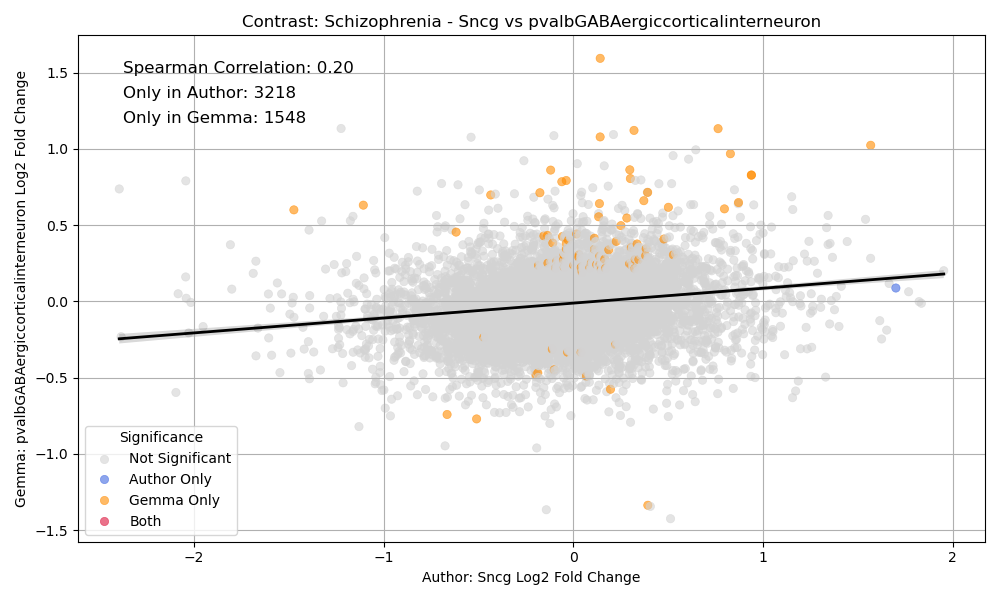 Contrast: Schizophrenia - Sncg vs pvalbGABAergiccorticalinterneuron
Spearman Correlation: 0.20
Only in Author: 3218
Only in Gemma: 1548
Gemma: pvalbGABAergiccorticalinterneuron Log2 Fold Change
1.5
1.0
0.5
0.0
−0.5
−1.0
−1.5
Significance
Not Significant
Author Only
Gemma Only
Both
−2
−1
0
1
2
Author: Sncg Log2 Fold Change